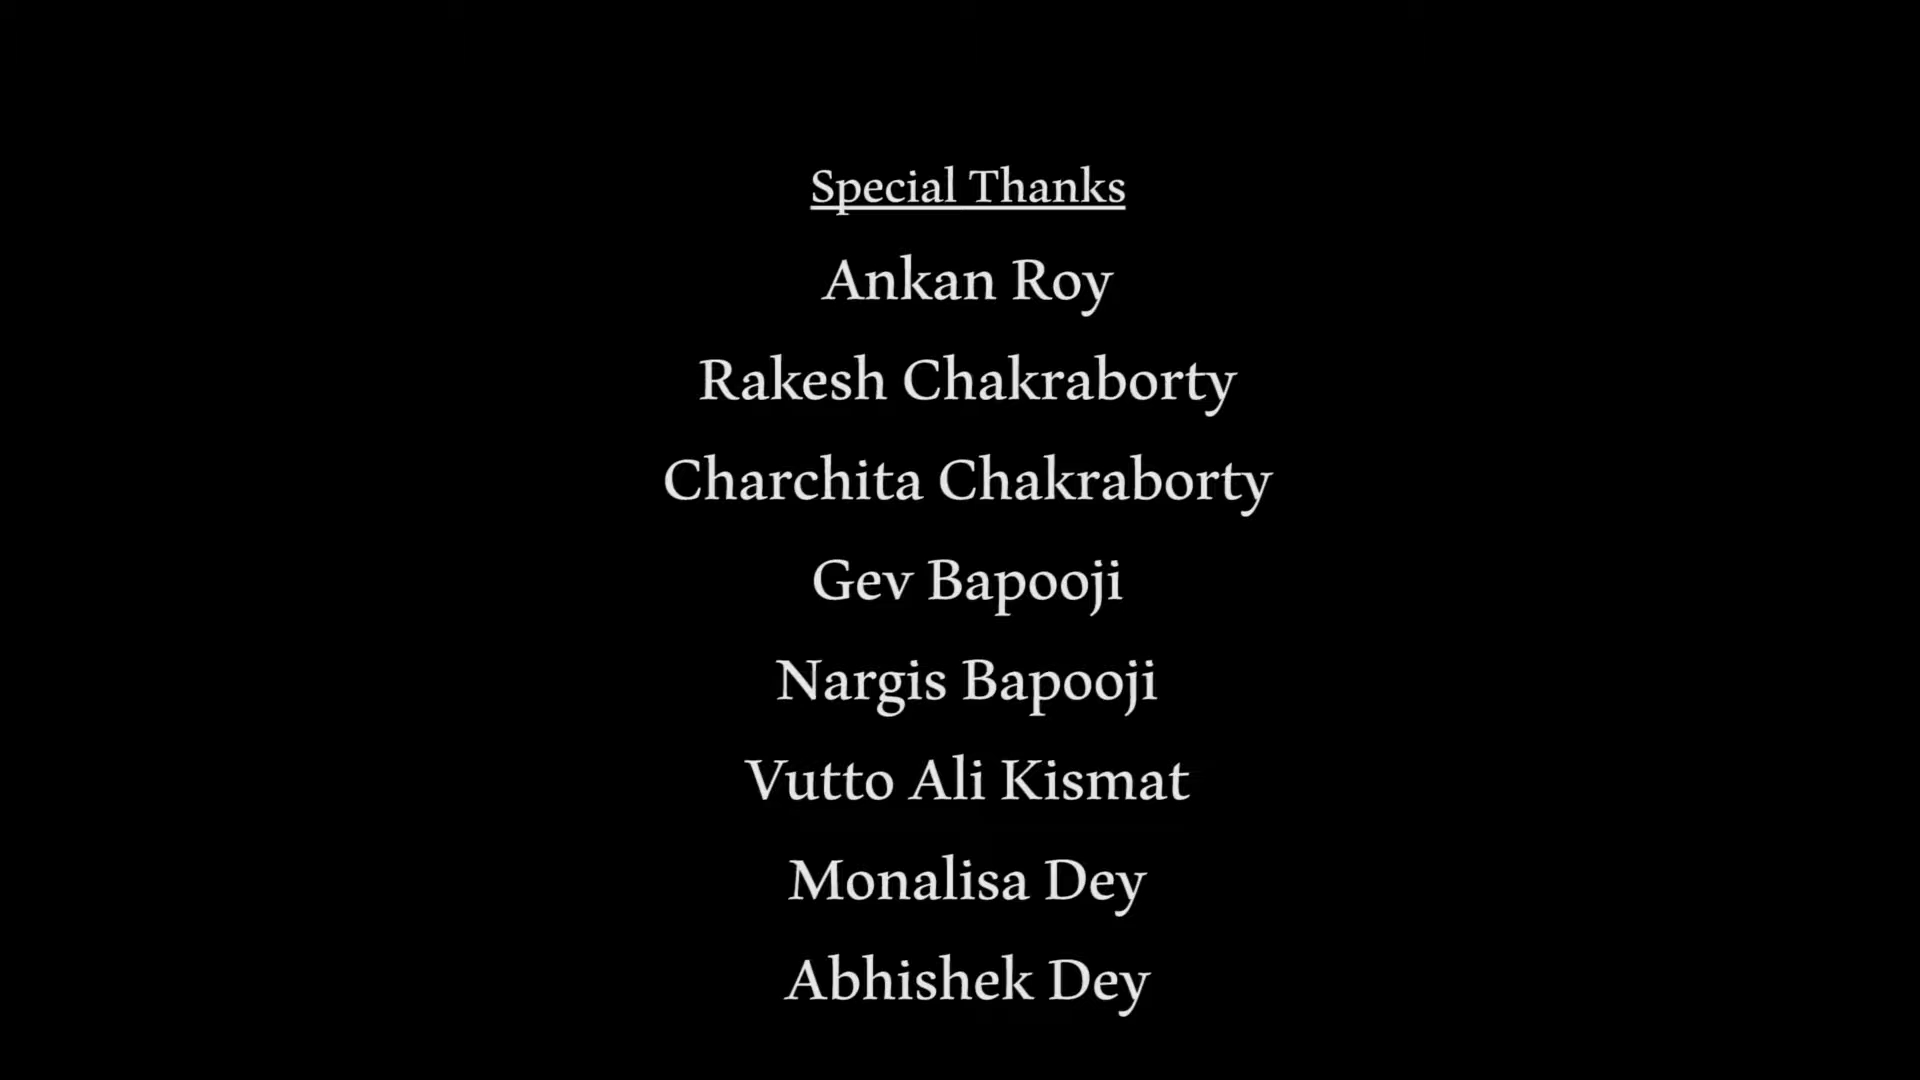 Special Thanks
Ankan Roy
Rakesh Chakraborty
Charchita Chakraborty
Gev Bapooji
Nargis Bapooji
Vutto Ali Kismat
Monalisa Dey
Abhishek Dey